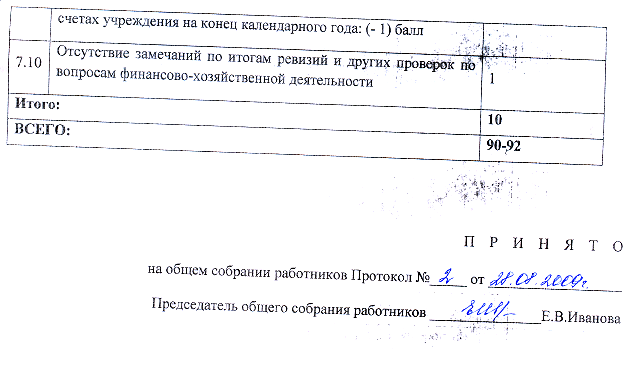 счетах учреждения на конец календарного года: (- 1) балл
7.10 Отсутствие замечаний по итогам ревизий и других проверок по
вопросам финансово-хозяйственной деятельности 1
Итого: 10
ВСЕГО: 90-92
П Р И Н Я Т О
на общем собрании работников Протокол № 2 от 28.08.2009г.
Председатель общего собрания работников Е.В.Иванова